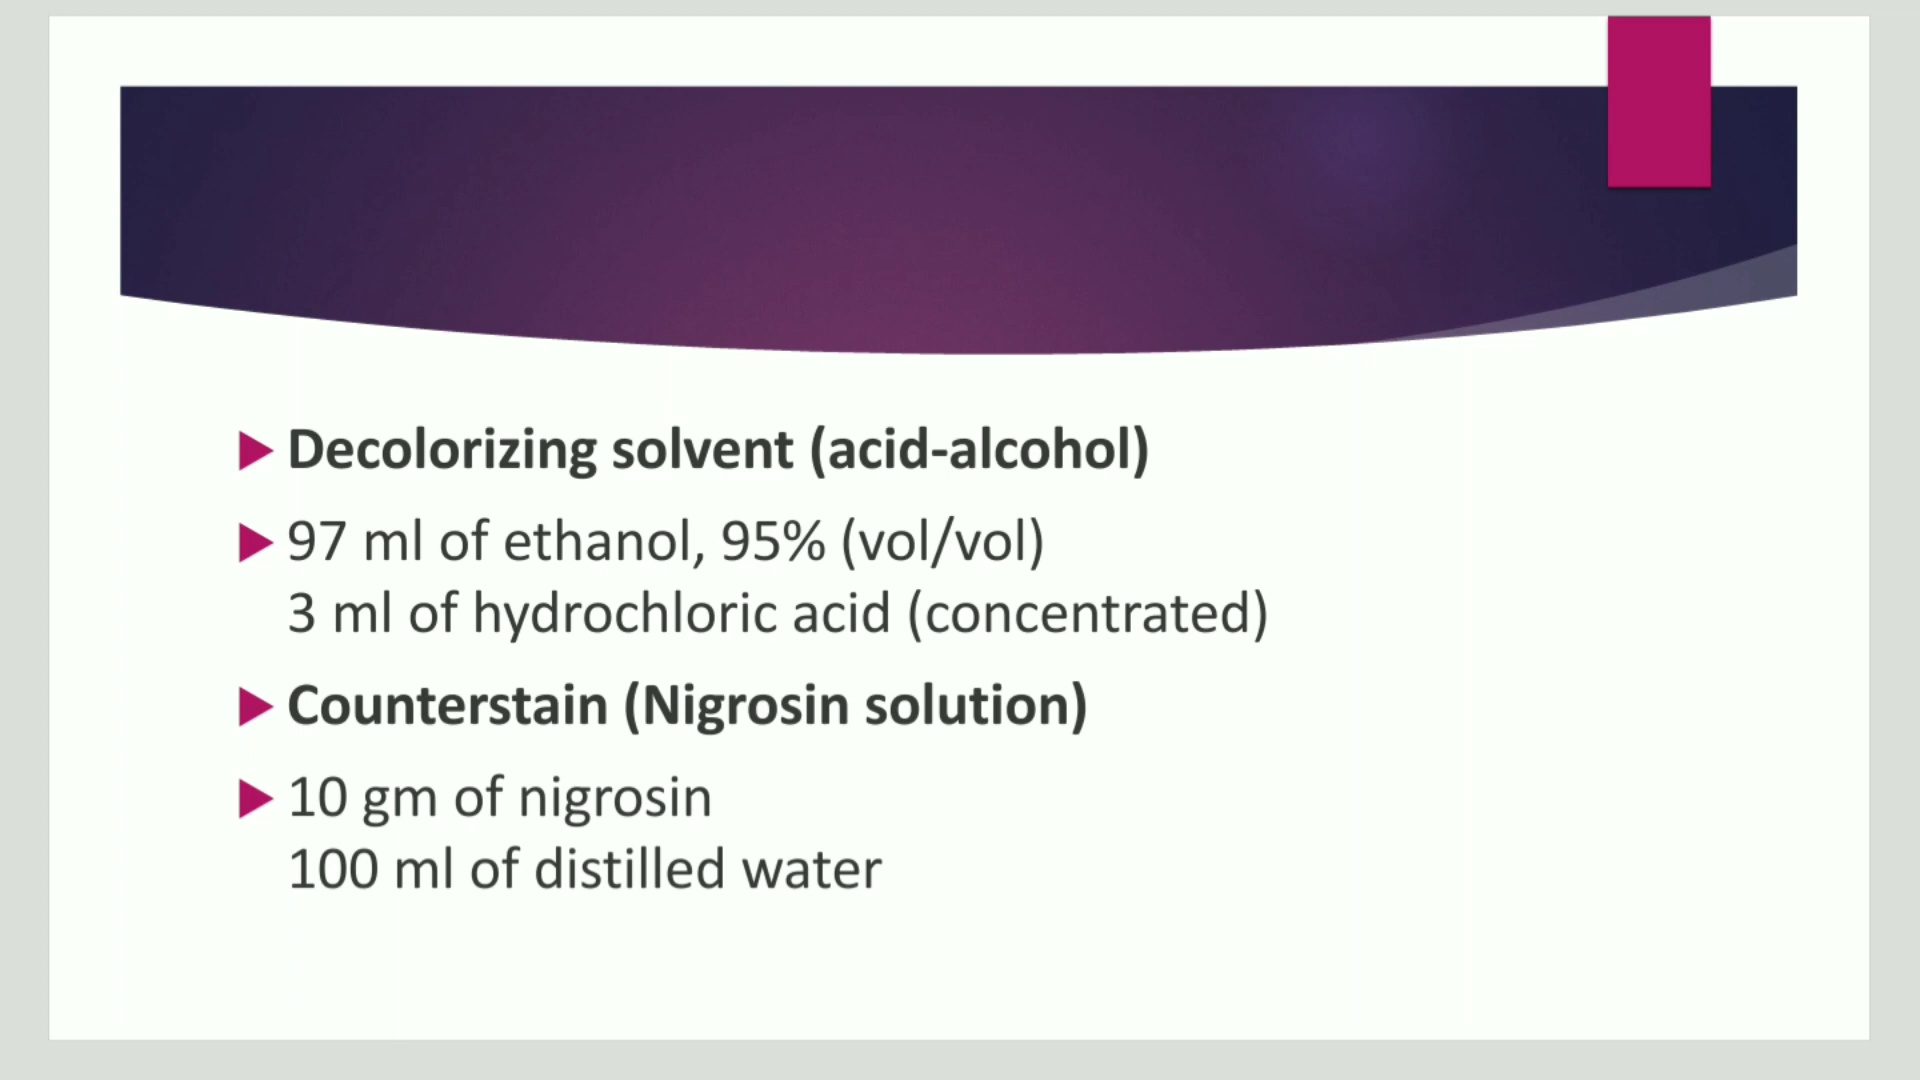 Decolorizing solvent (acid-alcohol)
97 ml of ethanol, 95% (vol/vol)
3 ml of hydrochloric acid (concentrated)
Counterstain (Nigrosin solution)
10 gm of nigrosin
100 ml of distilled water